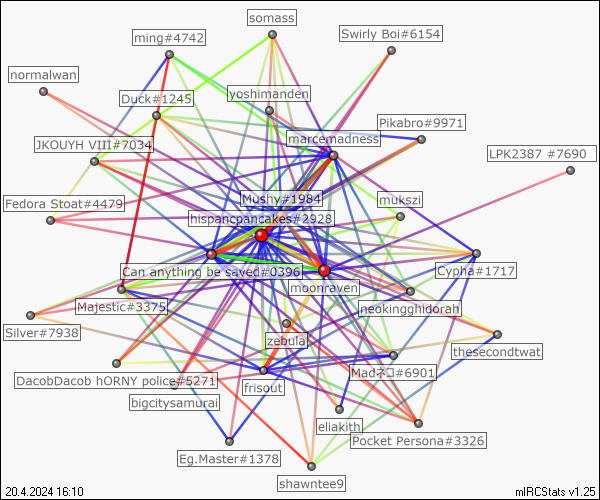 somass
ming#4742
Swirly Boi#6154
normalwan
Duck#1245
yoshimanden
Pikabro#9971
marcemadness
JKOUYH VIII#7034
LPK2387 #7690
Mushy#1984
Fedora Stoat#4479
mukszi
hispancpancakes#2928
Can anything be saved#0396
Cypha#1717
moonraven
Majestic#3375
neokingghidorah
Silver#7938
zebula
thesecondtwat
DacobDacob hORNY police#5271
frisout
Madネコ#6901
bigcitysamurai
eliakith
Pocket Persona#3326
Eg.Master#1378
shawntee9
20.4.2024 16:10
mIRCStats v1.25